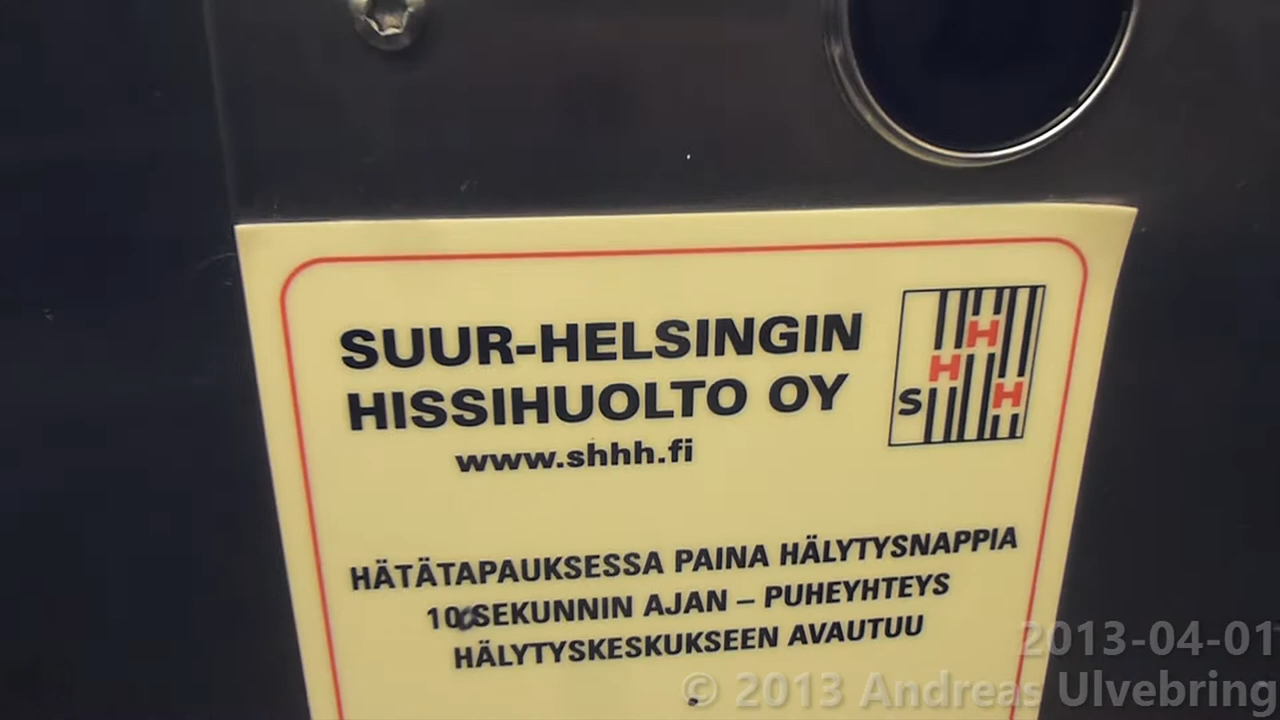 SUUR-HELSINGIN
HISSIHUOLTO OY
www.shhh.fi
H
H
S
H
HÄTÄTAPAUKSESSA PAINA HÄLYTYSNAPPIA
10 SEKUNNIN AJAN – PUHEYHTEYS
HÄLYTYSKESKUKSEEN AVAUTUU
2013-04-01
© 2013 Andreas Ulvebring